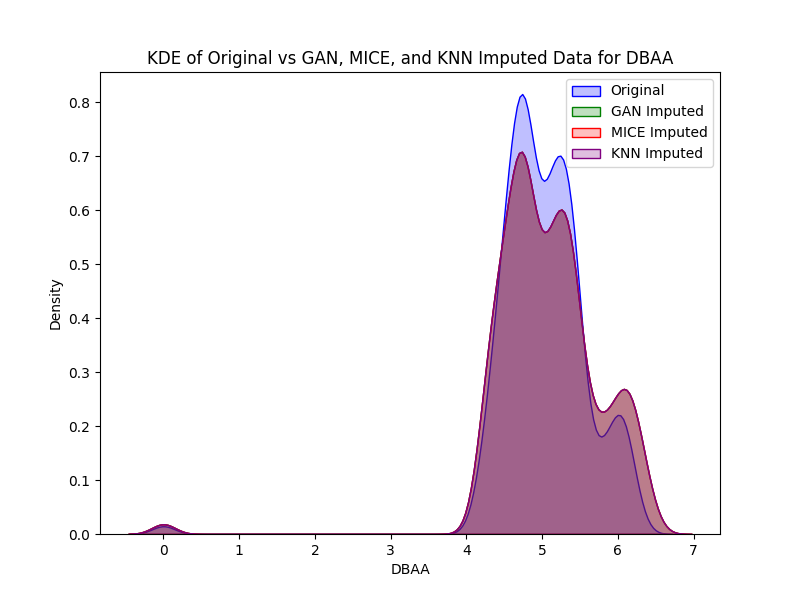 KDE of Original vs GAN, MICE, and KNN Imputed Data for DBAA
Original
GAN Imputed
MICE Imputed
KNN Imputed
Density
0.8
0.7
0.6
0.5
0.4
0.3
0.2
0.1
0.0
0 1 2 3 4 5 6 7
DBAA